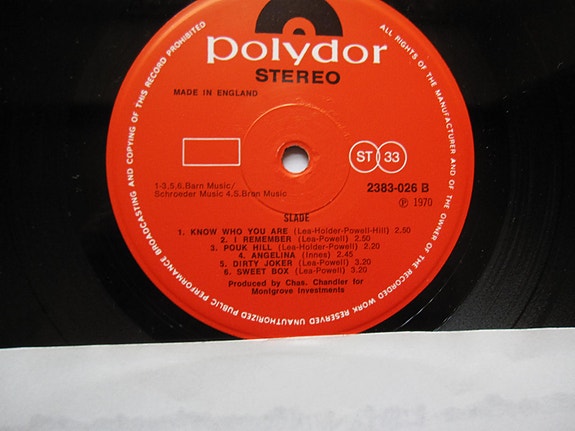 polydor
STEREO
MADE IN ENGLAND
ST 33
1-3,5,6.Barn Music/
Schroeder Music 4.5.Bron Music
2383-026 B
℗ 1970
SLADE
1. KNOW WHO YOU ARE (Lea-Holder-Powell-Hill) 2.50
2. I REMEMBER (Lea-Powell) 2.50
3. POUK HILL (Lea-Holder-Powell) 2.20
4. ANGELINA (Innes) 2.45
5. DIRTY JOKER (Lea-Powell) 3.20
6. SWEET BOX (Lea-Powell) 3.20
Produced by Chas. Chandler for
Montgrove Investments
ALL RIGHTS OF THE MANUFACTURER AND OF THE OWNER OF THE RECORDED WORK RESERVED UNAUTHORIZED PUBLIC PERFORMANCE BROADCASTING AND COPYING OF THIS RECORD PROHIBITED